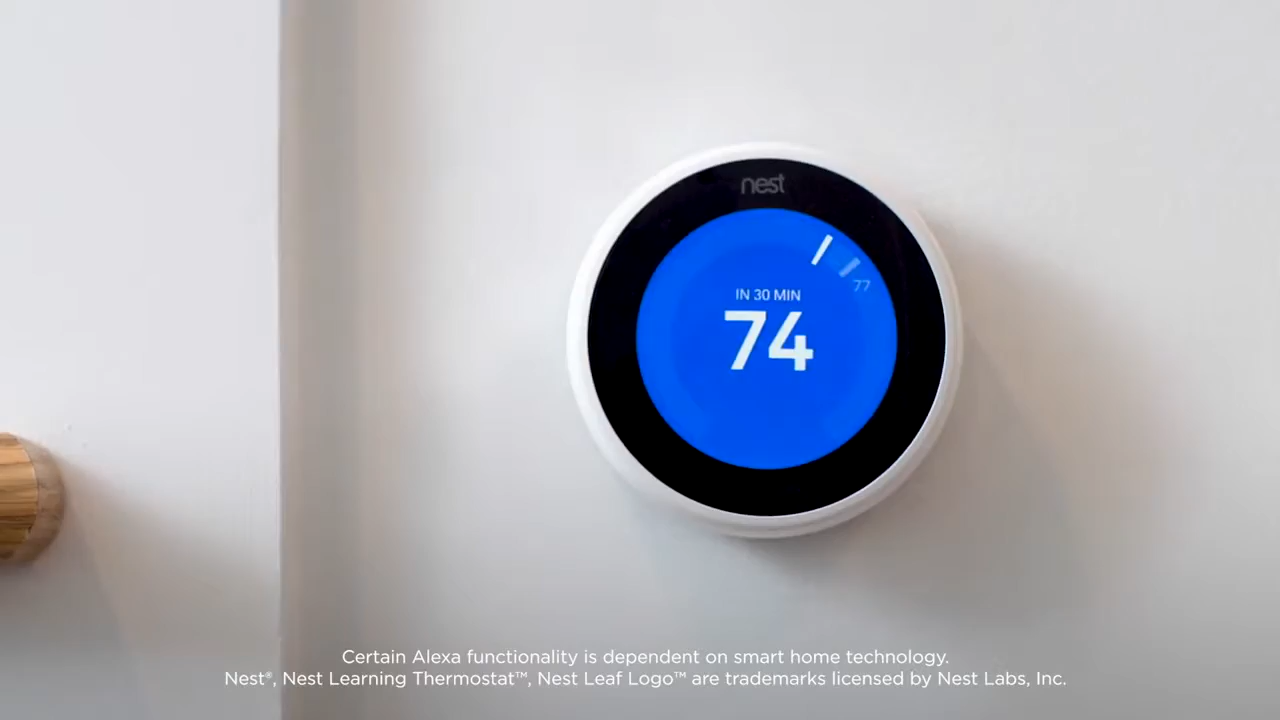 nest
77
IN 30 MIN
74
Certain Alexa functionality is dependent on smart home technology.
Nest®, Nest Learning Thermostat™, Nest Leaf Logo™ are trademarks licensed by Nest Labs, Inc.